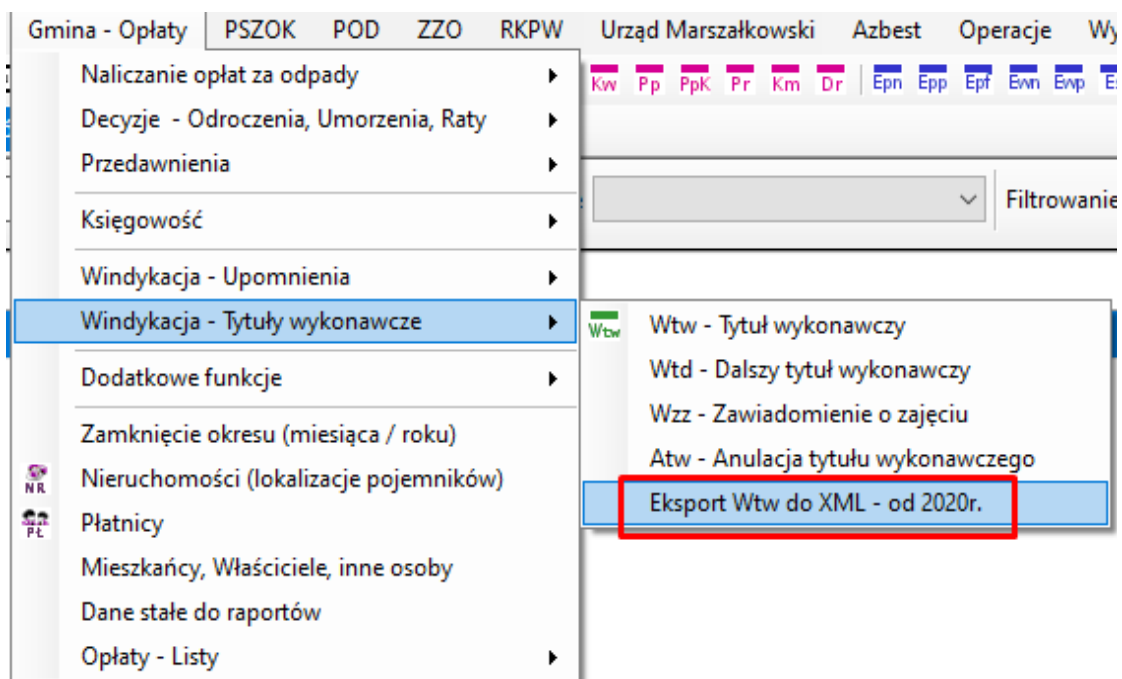 Gmina - Opłaty PSZOK POD ZZO RKPW Urząd Marszałkowski Azbest Operacje Wy
Naliczanie opłat za odpady
Kw Pp PpK Pr Km Dr Epn Epp Epf Ewn Ewp Es
Decyzje - Odroczenia, Umorzenia, Raty
Przedawnienia
Filtrowanie
Księgowość
Windykacja - Upomnienia
Windykacja - Tytuły wykonawcze
Wtw Wtw - Tytuł wykonawczy
Wtd - Dalszy tytuł wykonawczy
Dodatkowe funkcje
Wzz - Zawiadomienie o zajęciu
Zamknięcie okresu (miesiąca / roku)
Atw - Anulacja tytułu wykonawczego
NR Nieruchomości (lokalizacje pojemników)
Eksport Wtw do XML - od 2020r.
PŁ Płatnicy
Mieszkańcy, Właściciele, inne osoby
Dane stałe do raportów
Opłaty - Listy